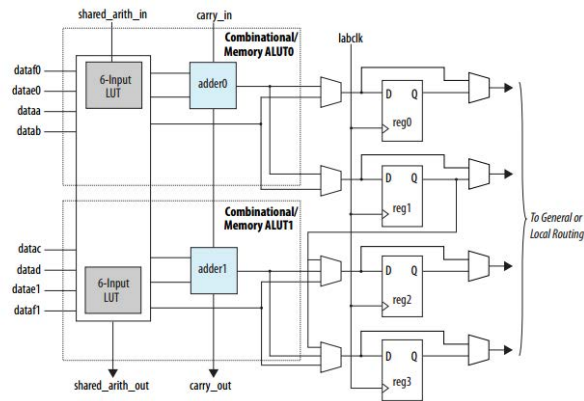 shared_arith_in
carry_in
Combinational/
Memory ALUT0
labclk
dataf0
datae0
dataa
datab
6-Input
LUT
adder0
D Q
reg0
D Q
reg1
Combinational/
Memory ALUT1
To General or
Local Routing
datac
datad
datae1
dataf1
6-Input
LUT
adder1
D Q
reg2
D Q
reg3
shared_arith_out
carry_out